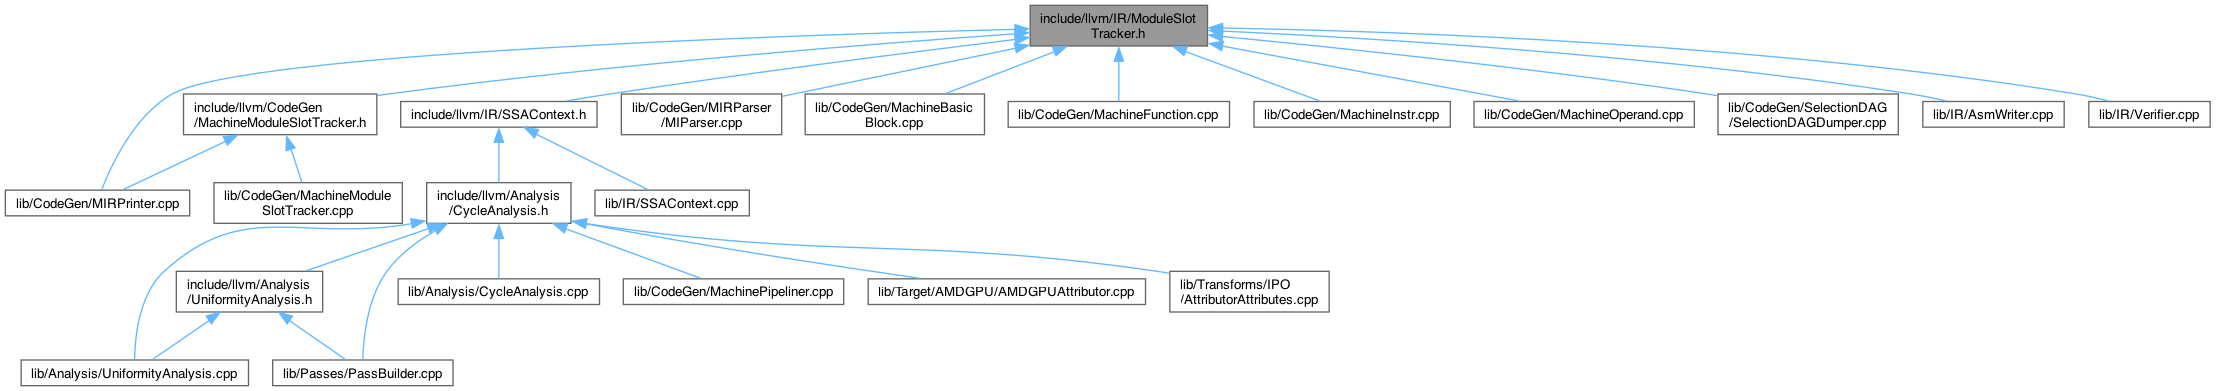 include/llvm/IR/ModuleSlot
Tracker.h
include/llvm/CodeGen
/MachineModuleSlotTracker.h
include/llvm/IR/SSAContext.h
lib/CodeGen/MIRParser
/MIParser.cpp
lib/CodeGen/MachineBasic
Block.cpp
lib/CodeGen/MachineFunction.cpp
lib/CodeGen/MachineInstr.cpp
lib/CodeGen/MachineOperand.cpp
lib/CodeGen/SelectionDAG
/SelectionDAGDumper.cpp
lib/IR/AsmWriter.cpp
lib/IR/Verifier.cpp
lib/CodeGen/MIRPrinter.cpp
lib/CodeGen/MachineModule
SlotTracker.cpp
include/llvm/Analysis
/CycleAnalysis.h
lib/IR/SSAContext.cpp
include/llvm/Analysis
/UniformityAnalysis.h
lib/Analysis/CycleAnalysis.cpp
lib/CodeGen/MachinePipeliner.cpp
lib/Target/AMDGPU/AMDGPUAttributor.cpp
lib/Transforms/IPO
/AttributorAttributes.cpp
lib/Analysis/UniformityAnalysis.cpp
lib/Passes/PassBuilder.cpp